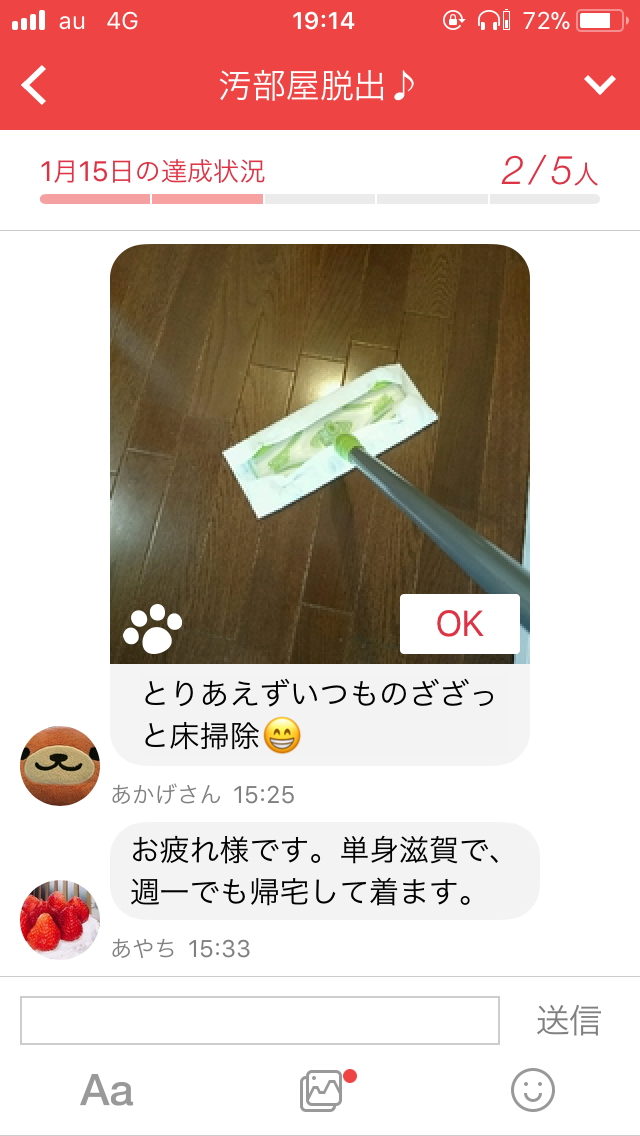 au 4G 19:14 72%
汚部屋脱出♪
1月15日の達成状況 2/5人
OK
とりあえずいつものざざっ
と床掃除😁
あかげさん 15:25
お疲れ様です。単身滋賀で、
週一でも帰宅して着ます。
あやち 15:33
送信
Aa